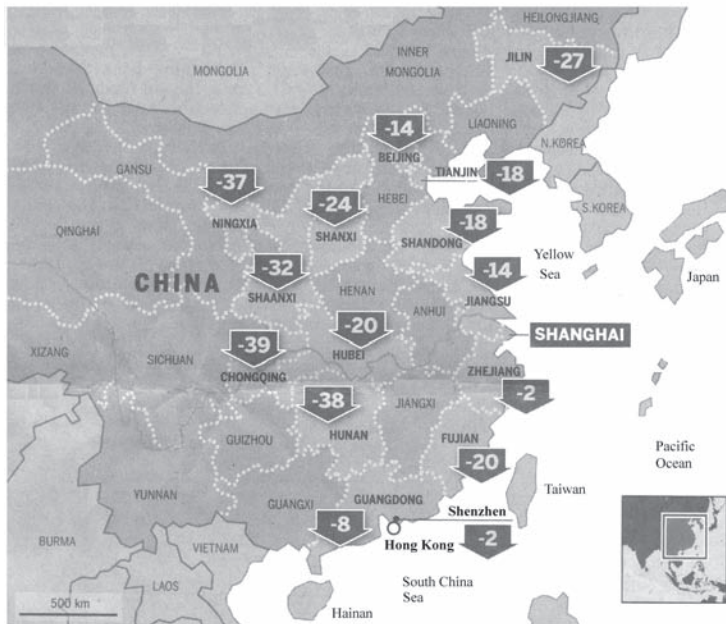 HEILONGJIANG
INNER
MONGOLIA
MONGOLIA
JILIN
-27
-14
BEIJING
LIAONING
N.KOREA
GANSU
TIANJIN
-18
-37
NINGXIA
-24
SHANXI
HEBEI
S.KOREA
QINGHAI
-18
SHANDONG
Yellow
Sea
CHINA
-32
SHAANXI
HENAN
-14
JIANGSU
Japan
ANHUI
-20
HUBEI
SHANGHAI
XIZANG
SICHUAN
-39
CHONGQING
ZHEJIANG
-2
-38
HUNAN
JIANGXI
GUIZHOU
FUJIAN
-20
Pacific
Ocean
YUNNAN
GUANGXI
GUANGDONG
Taiwan
Shenzhen
-8
Hong Kong
-2
BURMA
VIETNAM
LAOS
South China
Sea
500 km
Hainan